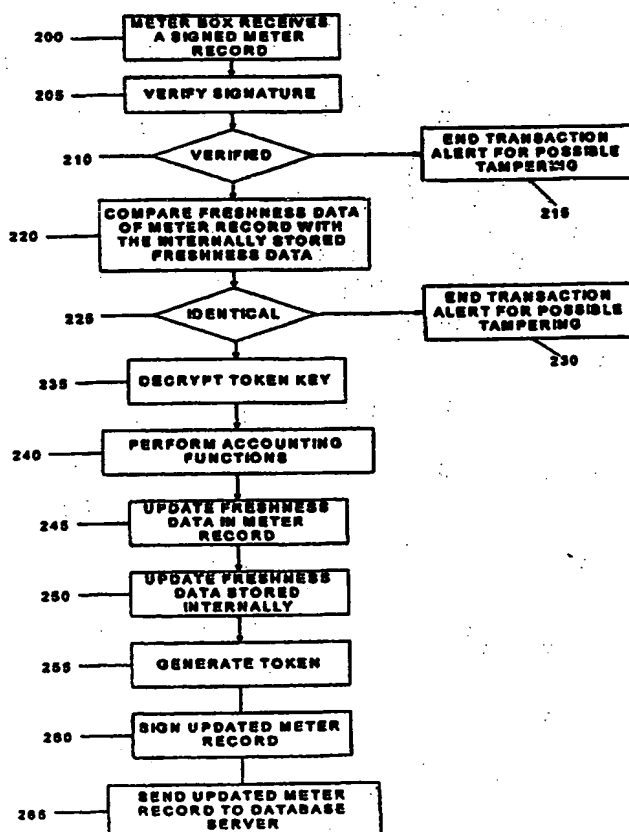 200
METER BOX RECEIVES
A SIGNED METER
RECORD
205
VERIFY SIGNATURE
210
VERIFIED
END TRANSACTION
ALERT FOR POSSIBLE
TAMPERING
215
220
COMPARE FRESHNESS DATA
OF METER RECORD WITH
THE INTERNALLY STORED
FRESHNESS DATA
225
IDENTICAL
END TRANSACTION
ALERT FOR POSSIBLE
TAMPERING
230
235
DECRYPT TOKEN KEY
240
PERFORM ACCOUNTING
FUNCTIONS
245
UPDATE FRESHNESS
DATA IN METER
RECORD
250
UPDATE FRESHNESS
DATA STORED
INTERNALLY
255
GENERATE TOKEN
260
SIGN UPDATED METER
RECORD
265
SEND UPDATED METER
RECORD TO DATABASE
SERVER